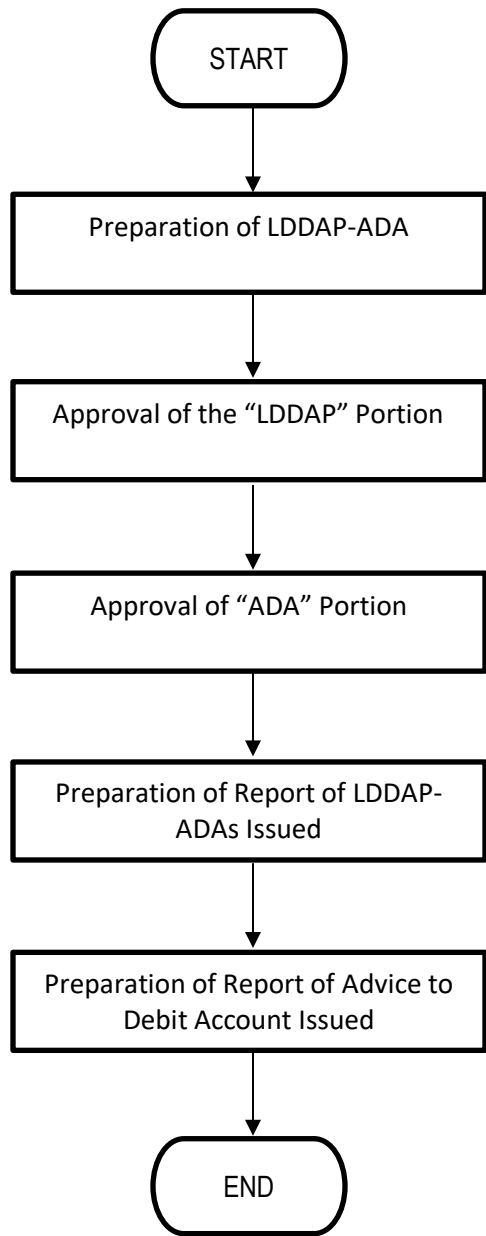 START
Preparation of LDDAP-ADA
Approval of the “LDDAP” Portion
Approval of “ADA” Portion
Preparation of Report of LDDAP-
ADAs Issued
Preparation of Report of Advice to
Debit Account Issued
END